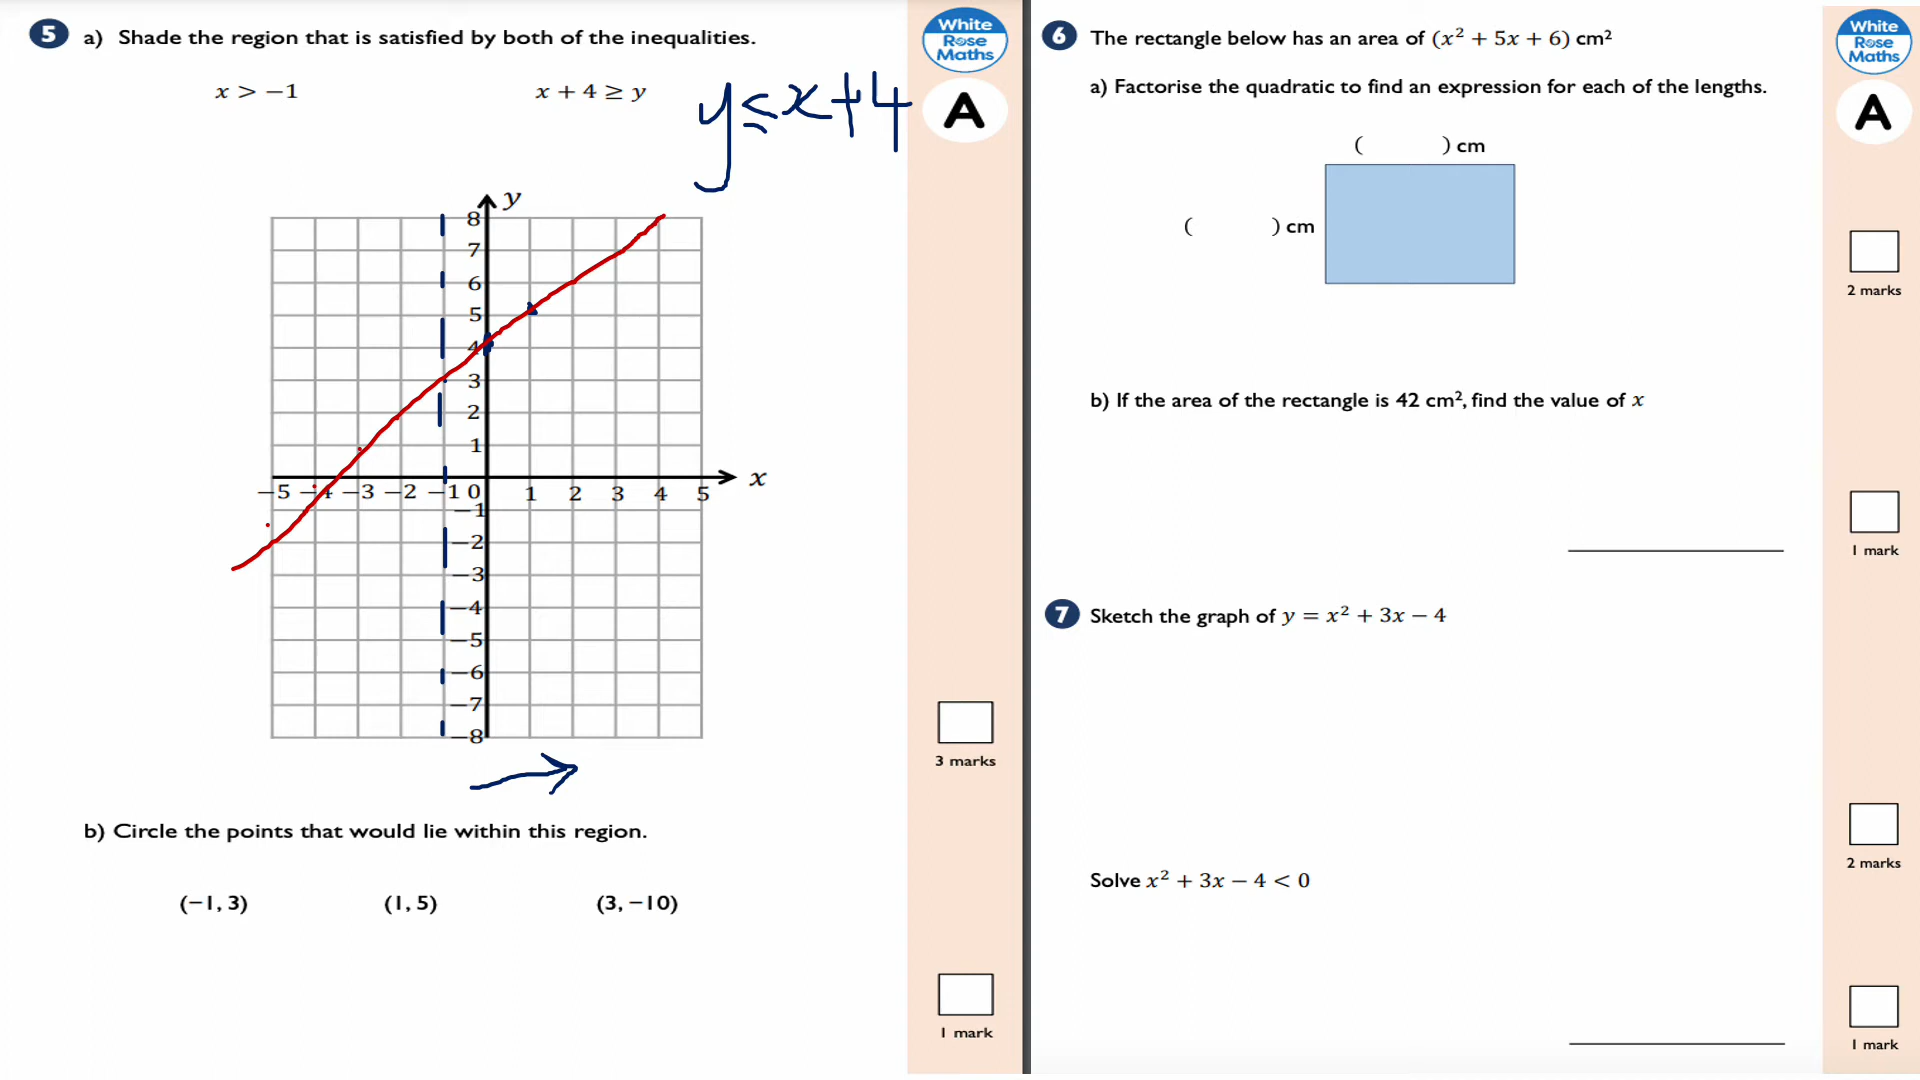 5 a) Shade the region that is satisfied by both of the inequalities.
x > −1
x + 4 ≥ y
y ≤ x + 4
y
8
7
6
5
4
3
2
1
−5 −4 −3 −2 −1 0 1 2 3 4 5 x
−1
−2
−3
−4
−5
−6
−7
−8
b) Circle the points that would lie within this region.
(−1, 3) (1, 5) (3, −10)
White
Rose
Maths
A
3 marks
1 mark
6 The rectangle below has an area of (x² + 5x + 6) cm²
a) Factorise the quadratic to find an expression for each of the lengths.
( ) cm
( ) cm
b) If the area of the rectangle is 42 cm², find the value of x
7 Sketch the graph of y = x² + 3x − 4
Solve x² + 3x − 4 < 0
White
Rose
Maths
A
2 marks
1 mark
2 marks
1 mark